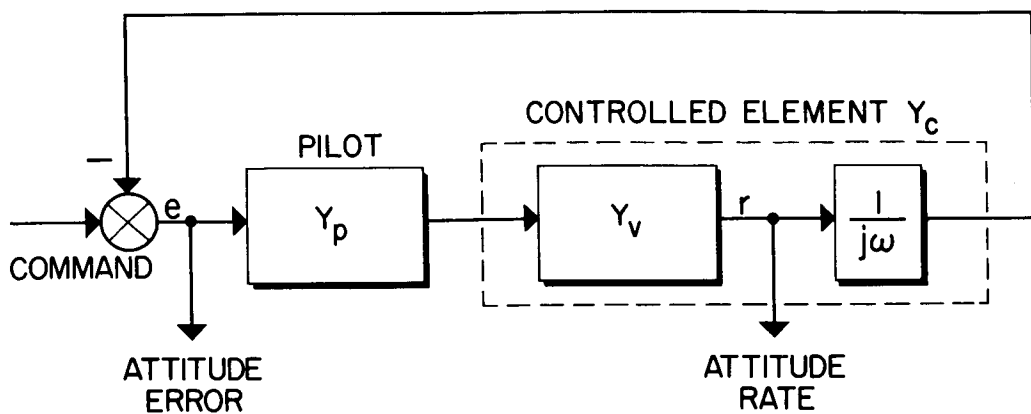 CONTROLLED ELEMENT Yc
PILOT
−
e
Yp
Yv
r
1
jω
COMMAND
ATTITUDE
ERROR
ATTITUDE
RATE